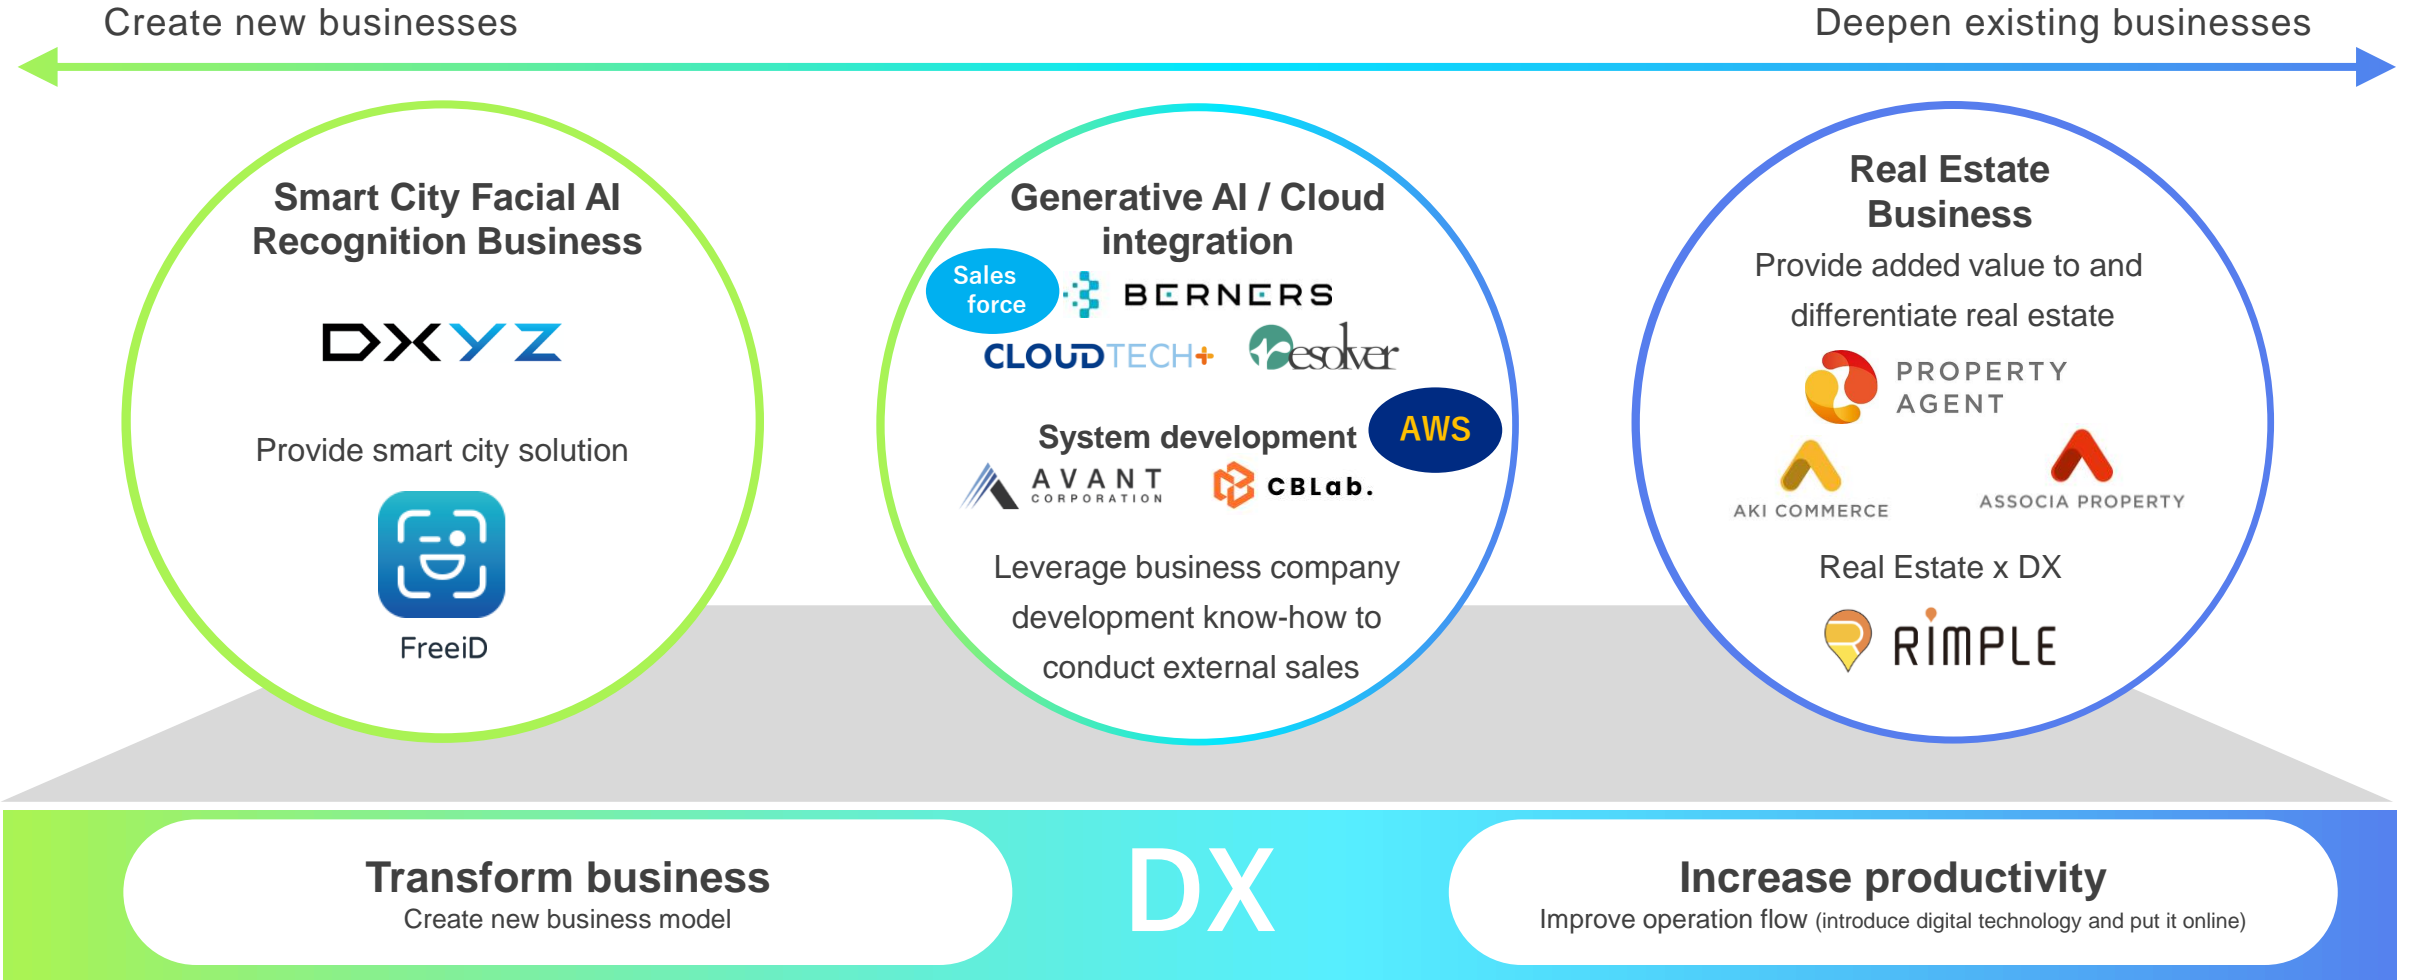 Create new businesses
Deepen existing businesses
Smart City Facial AI
Recognition Business
DXYZ
Provide smart city solution
FreeiD
Generative AI / Cloud
integration
Sales
force
BERNERS
CLOUDTECH+
resolver
System development
AWS
AVANT
CORPORATION
CBLab.
Leverage business company
development know-how to
conduct external sales
Real Estate
Business
Provide added value to and
differentiate real estate
PROPERTY
AGENT
AKI COMMERCE
ASSOCIA PROPERTY
Real Estate x DX
RIMPLE
Transform business
Create new business model
DX
Increase productivity
Improve operation flow (introduce digital technology and put it online)